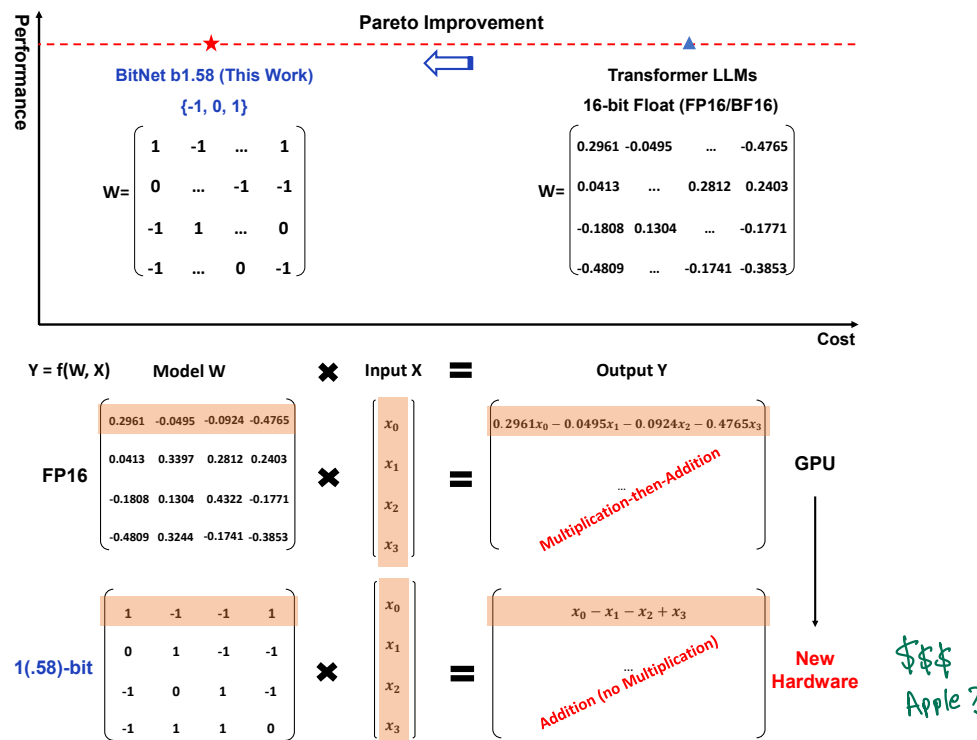 Performance
Pareto Improvement
BitNet b1.58 (This Work)
{-1, 0, 1}
W=
1 -1 ... 1
0 ... -1 -1
-1 1 ... 0
-1 ... 0 -1
Transformer LLMs
16-bit Float (FP16/BF16)
W=
0.2961 -0.0495 ... -0.4765
0.0413 ... 0.2812 0.2403
-0.1808 0.1304 ... -0.1771
-0.4809 ... -0.1741 -0.3853
Cost
Y = f(W, X) Model W ✖ Input X = Output Y
FP16
0.2961 -0.0495 -0.0924 -0.4765
0.0413 0.3397 0.2812 0.2403
-0.1808 0.1304 0.4322 -0.1771
-0.4809 0.3244 -0.1741 -0.3853
✖
x₀
x₁
x₂
x₃
=
0.2961x₀ − 0.0495x₁ − 0.0924x₂ − 0.4765x₃
...
Multiplication-then-Addition
GPU
1(.58)-bit
1 -1 -1 1
0 1 -1 -1
-1 0 1 -1
-1 1 1 0
✖
x₀
x₁
x₂
x₃
=
x₀ − x₁ − x₂ + x₃
...
Addition (no Multiplication)
New
Hardware
$$$
Apple?